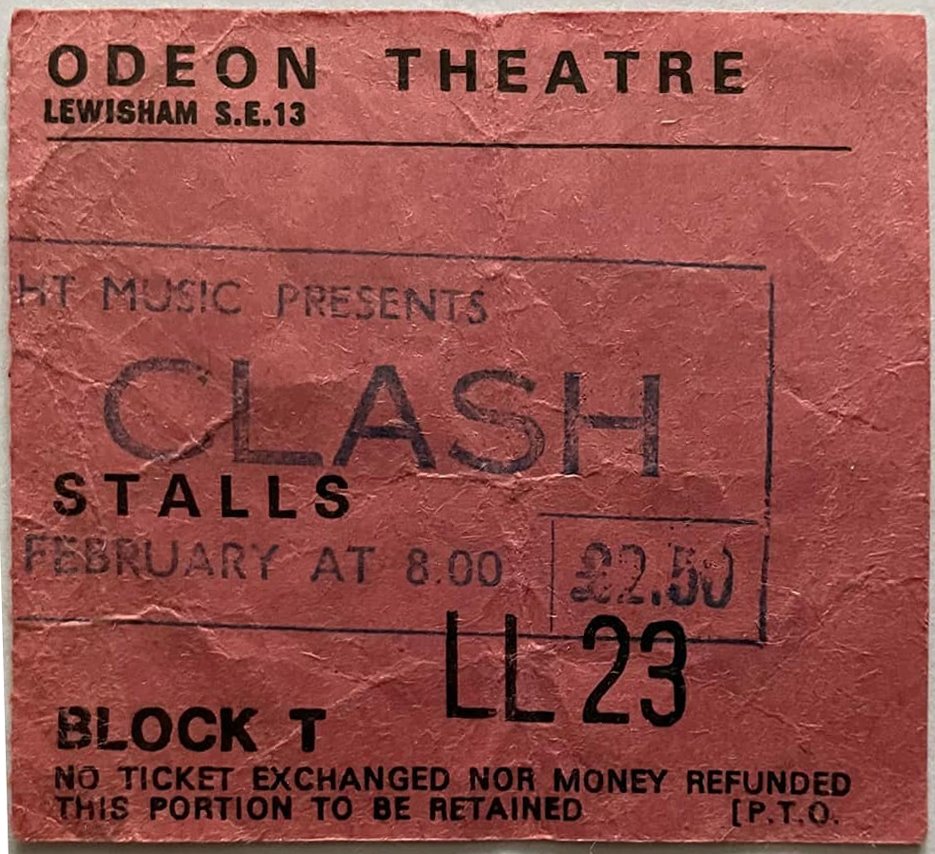 ODEON THEATRE
LEWISHAM S.E.13
HT MUSIC PRESENTS
CLASH
STALLS
FEBRUARY AT 8.00 £2.50
LL 23
BLOCK T
NO TICKET EXCHANGED NOR MONEY REFUNDED
THIS PORTION TO BE RETAINED [P.T.O.